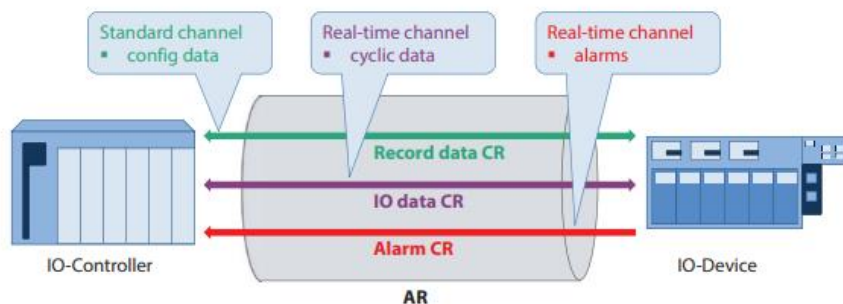 Standard channel
▪ config data
Real-time channel
▪ cyclic data
Real-time channel
▪ alarms
Record data CR
IO data CR
Alarm CR
IO-Controller
IO-Device
AR